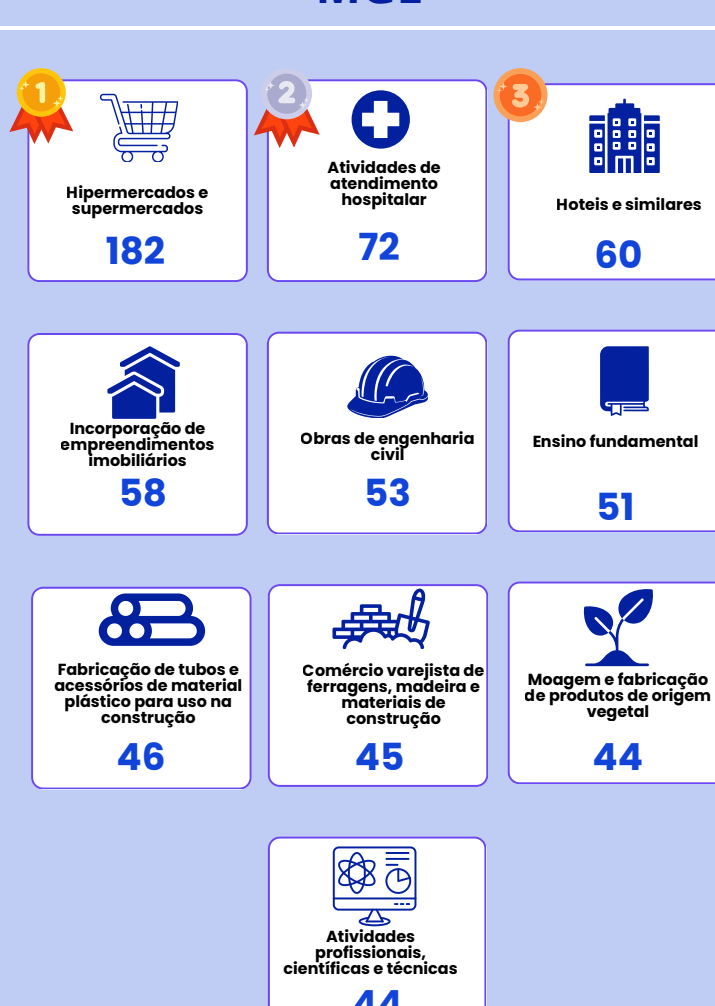 1
2
3
Hipermercados e
supermercados
182
Atividades de
atendimento
hospitalar
72
Hoteis e similares
60
Incorporação de
empreendimentos
imobiliários
58
Obras de engenharia
civil
53
Ensino fundamental
51
Fabricação de tubos e
acessórios de material
plástico para uso na
construção
46
Comércio varejista de
ferragens, madeira e
materiais de
construção
45
Moagem e fabricação
de produtos de origem
vegetal
44
Atividades
profissionais,
científicas e técnicas
44